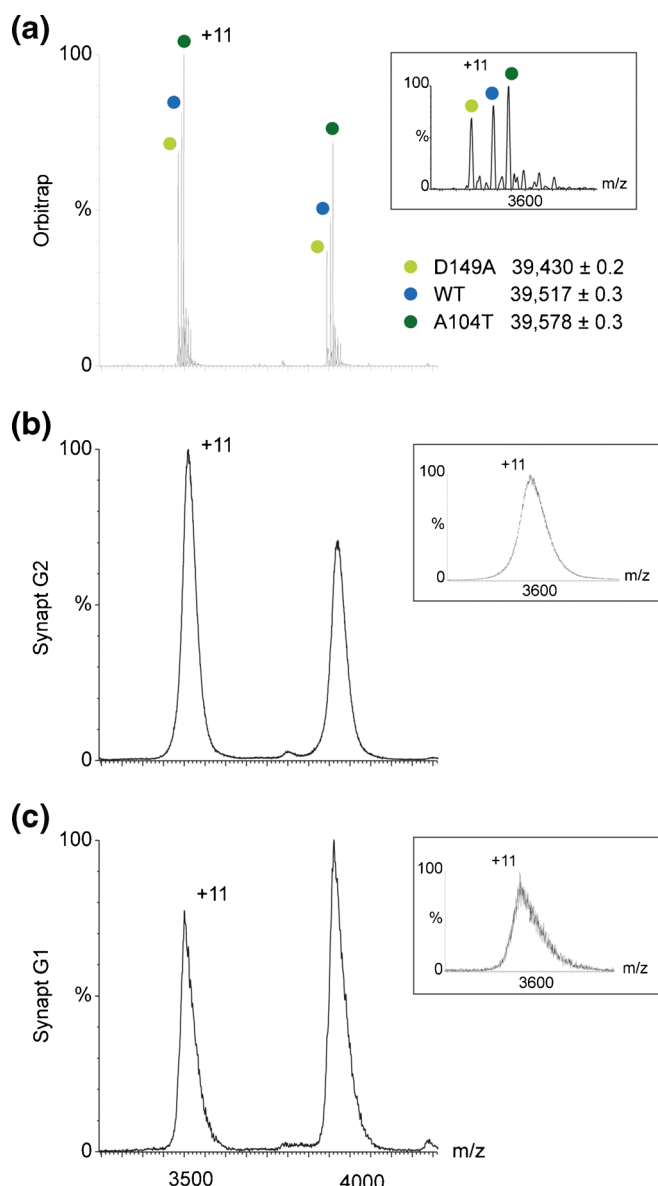 (a)
+11
100
%
0
Orbitrap
+11
100
%
0
3600
m/z
D149A 39,430 ± 0.2
WT 39,517 ± 0.3
A104T 39,578 ± 0.3
(b)
+11
100
%
0
Synapt G2
+11
100
%
0
3600
m/z
(c)
+11
100
%
0
Synapt G1
+11
100
%
0
3600
m/z
m/z
3500 4000